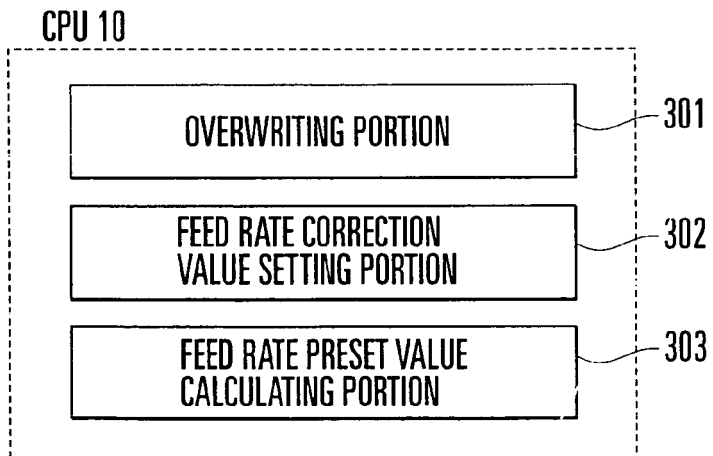 CPU 10
OVERWRITING PORTION
301
FEED RATE CORRECTION
VALUE SETTING PORTION
302
FEED RATE PRESET VALUE
CALCULATING PORTION
303